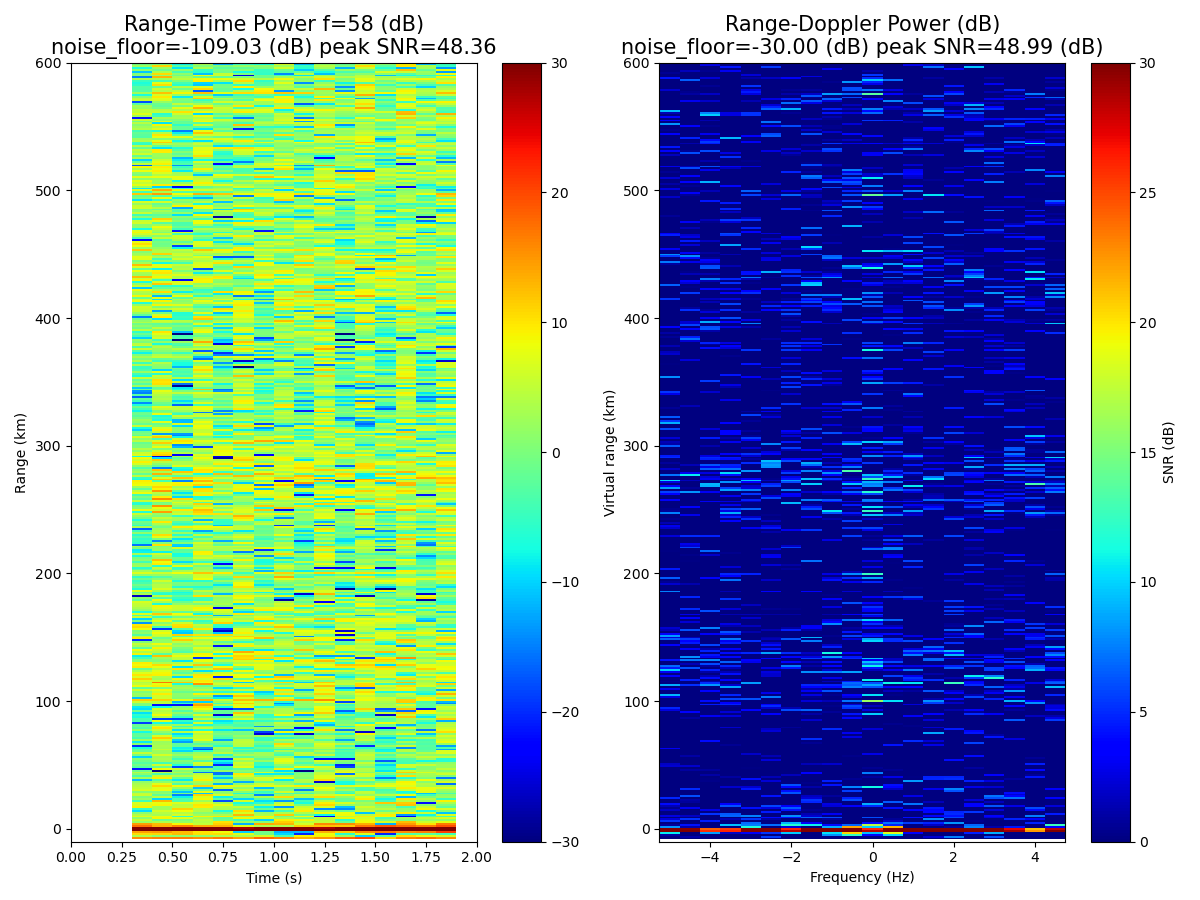 Range-Time Power f=58 (dB)
noise_floor=-109.03 (dB) peak SNR=48.36
Range (km)
600
500
400
300
200
100
0
0.00 0.25 0.50 0.75 1.00 1.25 1.50 1.75 2.00
Time (s)
30
20
10
0
−10
−20
−30
Range-Doppler Power (dB)
noise_floor=-30.00 (dB) peak SNR=48.99 (dB)
Virtual range (km)
600
500
400
300
200
100
0
−4 −2 0 2 4
Frequency (Hz)
30
25
20
15
10
5
0
SNR (dB)